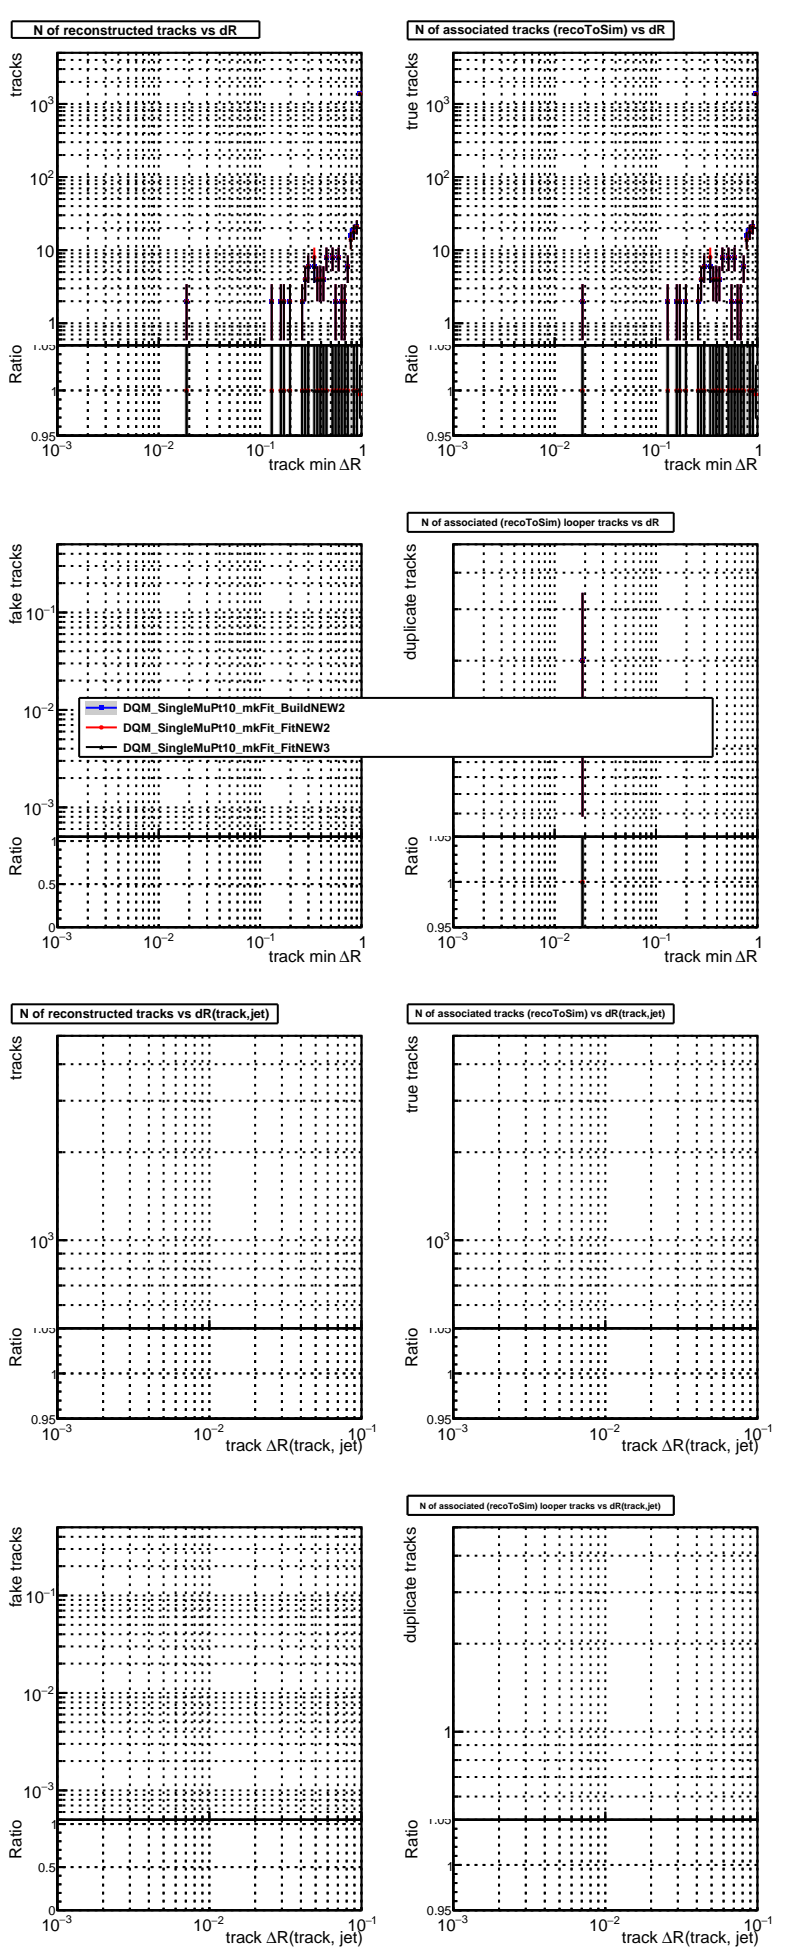 N of reconstructed tracks vs dR
tracks
10³
10²
10
1
Ratio
1.05
1
0.95
10⁻³ 10⁻² 10⁻¹ 1
track min ΔR
N of associated tracks (recoToSim) vs dR
true tracks
10³
10²
10
1
Ratio
1.05
1
0.95
10⁻³ 10⁻² 10⁻¹ 1
track min ΔR
fake tracks
10⁻¹
10⁻²
10⁻³
Ratio
1
0.5
0
10⁻³ 10⁻² 10⁻¹ 1
track min ΔR
N of associated (recoToSim) looper tracks vs dR
duplicate tracks
Ratio
1.05
1
0.95
10⁻³ 10⁻² 10⁻¹ 1
track min ΔR
DQM_SingleMuPt10_mkFit_BuildNEW2
DQM_SingleMuPt10_mkFit_FitNEW2
DQM_SingleMuPt10_mkFit_FitNEW3
N of reconstructed tracks vs dR(track,jet)
tracks
10³
Ratio
1.05
1
0.95
10⁻³ 10⁻² 10⁻¹
track ΔR(track, jet)
N of associated tracks (recoToSim) vs dR(track,jet)
true tracks
10³
Ratio
1.05
1
0.95
10⁻³ 10⁻² 10⁻¹
track ΔR(track, jet)
fake tracks
10⁻¹
10⁻²
10⁻³
Ratio
1
0.5
0
10⁻³ 10⁻² 10⁻¹
track ΔR(track, jet)
N of associated (recoToSim) looper tracks vs dR(track,jet)
duplicate tracks
1
Ratio
1.05
1
0.95
10⁻³ 10⁻² 10⁻¹
track ΔR(track, jet)